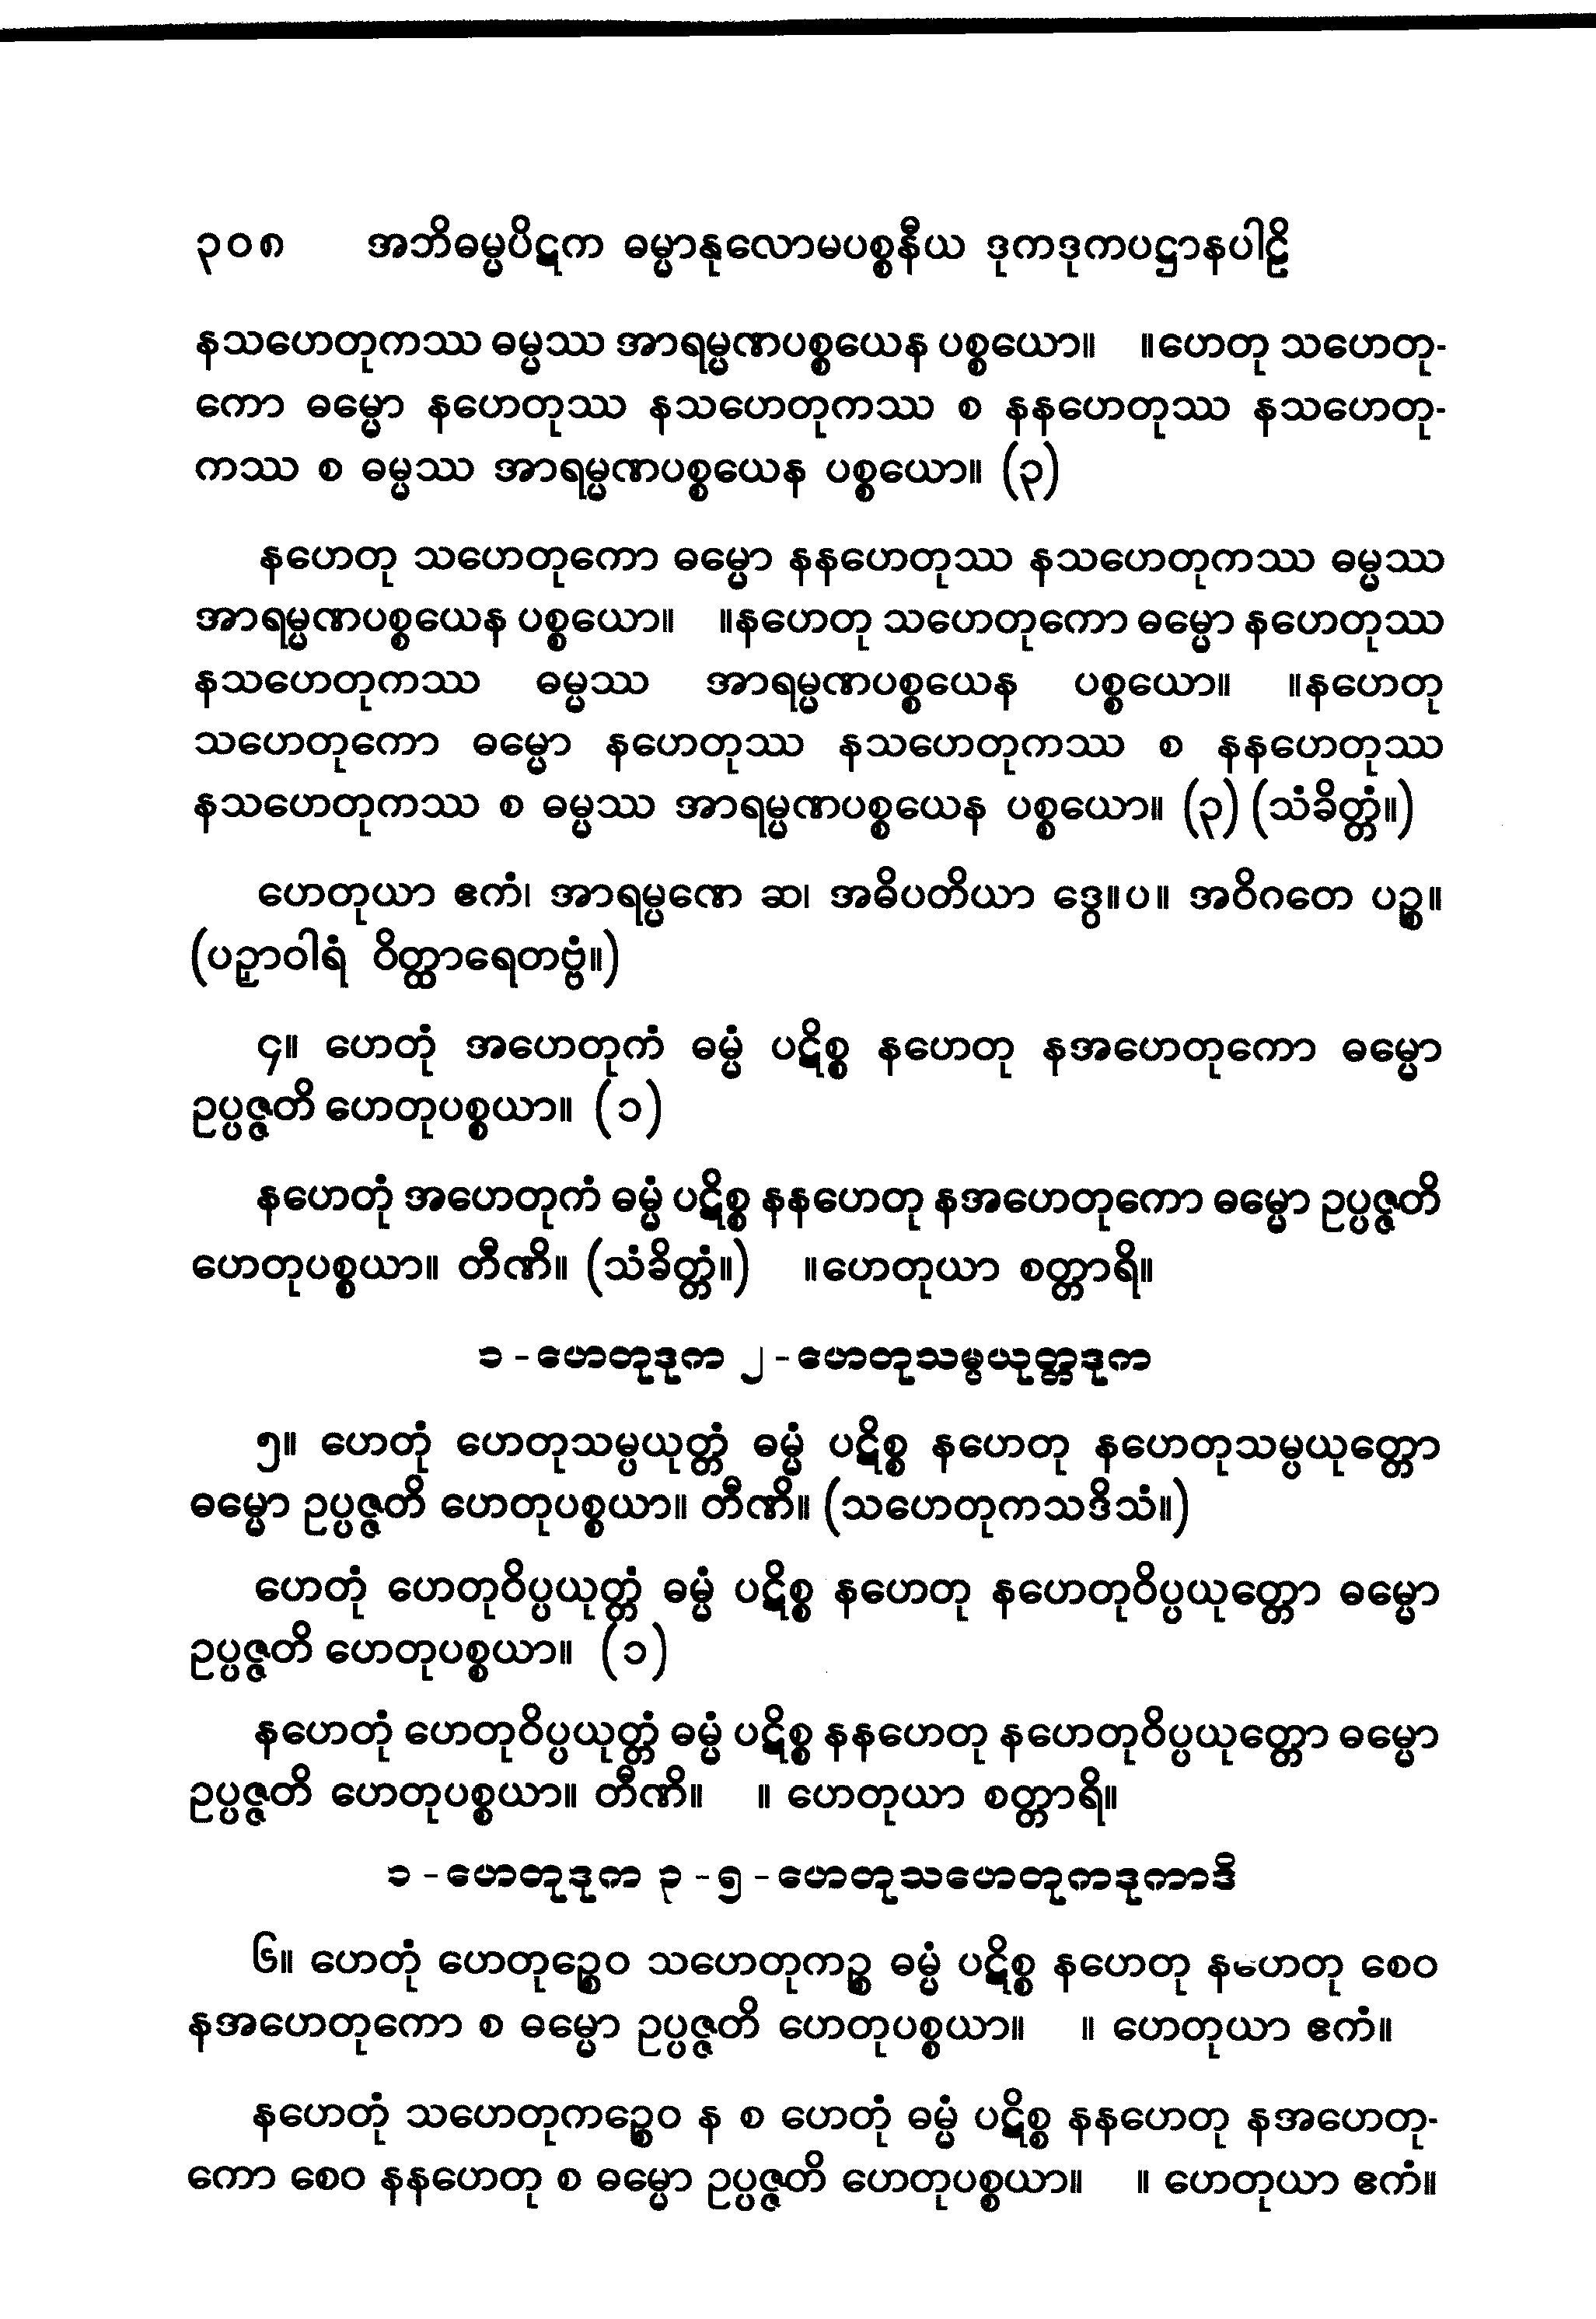 ၃၀၈ အဘိဓမ္မပိဋက ဓမ္မာနုလောမပစ္စနီယ ဒုကဒုကပဋ္ဌာနပါဠိ
နသဟေတုကဿ ဓမ္မဿ အာရမ္မဏပစ္စယေန ပစ္စယော။ ။ဟေတု သဟေတု-
ကော ဓမ္မော နဟေတုဿ နသဟေတုကဿ စ နနဟေတုဿ နသဟေတု-
ကဿ စ ဓမ္မဿ အာရမ္မဏပစ္စယေန ပစ္စယော။ (၃)
နဟေတု သဟေတုကော ဓမ္မော နနဟေတုဿ နသဟေတုကဿ ဓမ္မဿ
အာရမ္မဏပစ္စယေန ပစ္စယော။ ။နဟေတု သဟေတုကော ဓမ္မော နဟေတုဿ
နသဟေတုကဿ ဓမ္မဿ အာရမ္မဏပစ္စယေန ပစ္စယော။ ။နဟေတု
သဟေတုကော ဓမ္မော နဟေတုဿ နသဟေတုကဿ စ နနဟေတုဿ
နသဟေတုကဿ စ ဓမ္မဿ အာရမ္မဏပစ္စယေန ပစ္စယော။ (၃) (သံခိတ္တံ။)
ဟေတုယာ ဧကံ၊ အာရမ္မဏေ ဆ၊ အဓိပတိယာ ဒွေ။ပ။ အဝိဂတေ ပဉ္စ။
(ပဉှာဝါရံ ဝိတ္ထာရေတဗ္ဗံ။)
၄။ ဟေတုံ အဟေတုကံ ဓမ္မံ ပဋိစ္စ နဟေတု နအဟေတုကော ဓမ္မော
ဥပ္ပဇ္ဇတိ ဟေတုပစ္စယာ။ (၁)
နဟေတုံ အဟေတုကံ ဓမ္မံ ပဋိစ္စ နနဟေတု နအဟေတုကော ဓမ္မော ဥပ္ပဇ္ဇတိ
ဟေတုပစ္စယာ။ တီဏိ။ (သံခိတ္တံ။) ။ဟေတုယာ စတ္တာရိ။
၁ - ဟေတုဒုက ၂ - ဟေတုသမ္ပယုတ္တဒုက
၅။ ဟေတုံ ဟေတုသမ္ပယုတ္တံ ဓမ္မံ ပဋိစ္စ နဟေတု နဟေတုသမ္ပယုတ္တော
ဓမ္မော ဥပ္ပဇ္ဇတိ ဟေတုပစ္စယာ။ တီဏိ။ (သဟေတုကသဒိသံ။)
ဟေတုံ ဟေတုဝိပ္ပယုတ္တံ ဓမ္မံ ပဋိစ္စ နဟေတု နဟေတုဝိပ္ပယုတ္တော ဓမ္မော
ဥပ္ပဇ္ဇတိ ဟေတုပစ္စယာ။ (၁)
နဟေတုံ ဟေတုဝိပ္ပယုတ္တံ ဓမ္မံ ပဋိစ္စ နနဟေတု နဟေတုဝိပ္ပယုတ္တော ဓမ္မော
ဥပ္ပဇ္ဇတိ ဟေတုပစ္စယာ။ တီဏိ။ ။ ဟေတုယာ စတ္တာရိ။
၁ - ဟေတုဒုက ၃ - ၅ - ဟေတုသဟေတုကဒုကာဒိ
၆။ ဟေတုံ ဟေတုဉ္စေဝ သဟေတုကဉ္စ ဓမ္မံ ပဋိစ္စ နဟေတု နဟေတု စေဝ
နအဟေတုကော စ ဓမ္မော ဥပ္ပဇ္ဇတိ ဟေတုပစ္စယာ။ ။ ဟေတုယာ ဧကံ။
နဟေတုံ သဟေတုကဉ္စေဝ န စ ဟေတုံ ဓမ္မံ ပဋိစ္စ နနဟေတု နအဟေတု-
ကော စေဝ နနဟေတု စ ဓမ္မော ဥပ္ပဇ္ဇတိ ဟေတုပစ္စယာ။ ။ ဟေတုယာ ဧကံ။